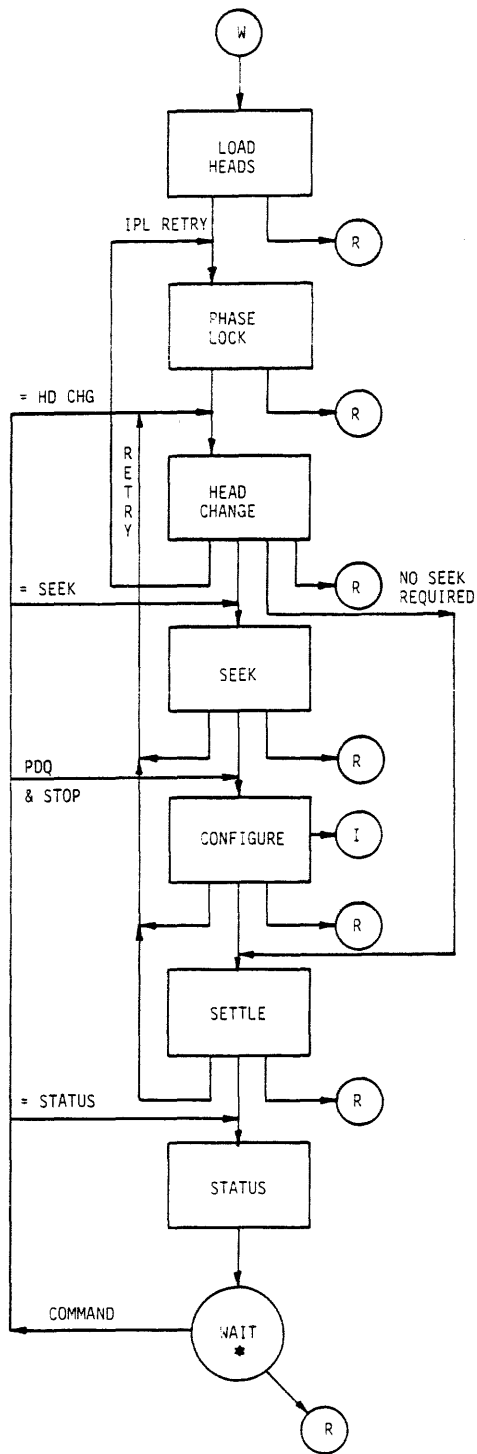 W
LOAD
HEADS
IPL RETRY
R
PHASE
LOCK
= HD CHG
R
RETRY
HEAD
CHANGE
R
NO SEEK
REQUIRED
= SEEK
SEEK
R
PDQ
& STOP
CONFIGURE
I
R
SETTLE
R
= STATUS
STATUS
COMMAND
WAIT
*
R